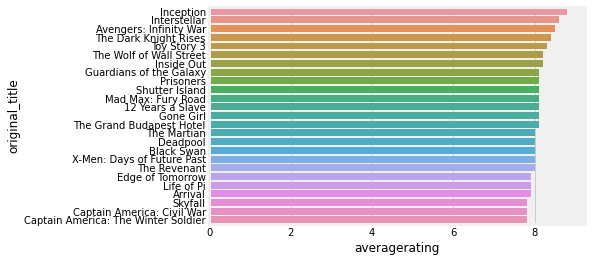 Inception
Interstellar
Avengers: Infinity War
The Dark Knight Rises
Toy Story 3
The Wolf of Wall Street
Inside Out
Guardians of the Galaxy
Prisoners
Shutter Island
Mad Max: Fury Road
12 Years a Slave
Gone Girl
The Grand Budapest Hotel
The Martian
Deadpool
Black Swan
X-Men: Days of Future Past
The Revenant
Edge of Tomorrow
Life of Pi
Arrival
Skyfall
Captain America: Civil War
Captain America: The Winter Soldier
original_title
0 2 4 6 8
averagerating